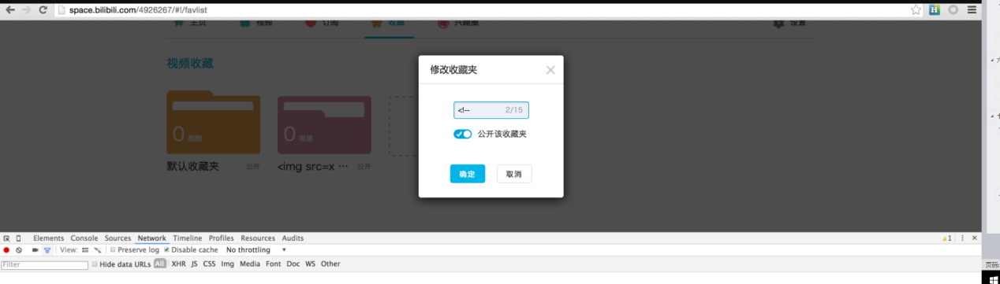 space.bilibili.com/4926267/#!/favlist
主页 视频 订阅 收藏 兴趣圈 设置
视频收藏
修改收藏夹
<!-- 2/15
公开该收藏夹
0 视频 0 视频
默认收藏夹 公开 <img src=x ··· 公开
确定 取消
Elements Console Sources Network Timeline Profiles Resources Audits 1
View: Preserve log Disable cache No throttling
Filter Hide data URLs All XHR JS CSS Img Media Font Doc WS Other
页码: